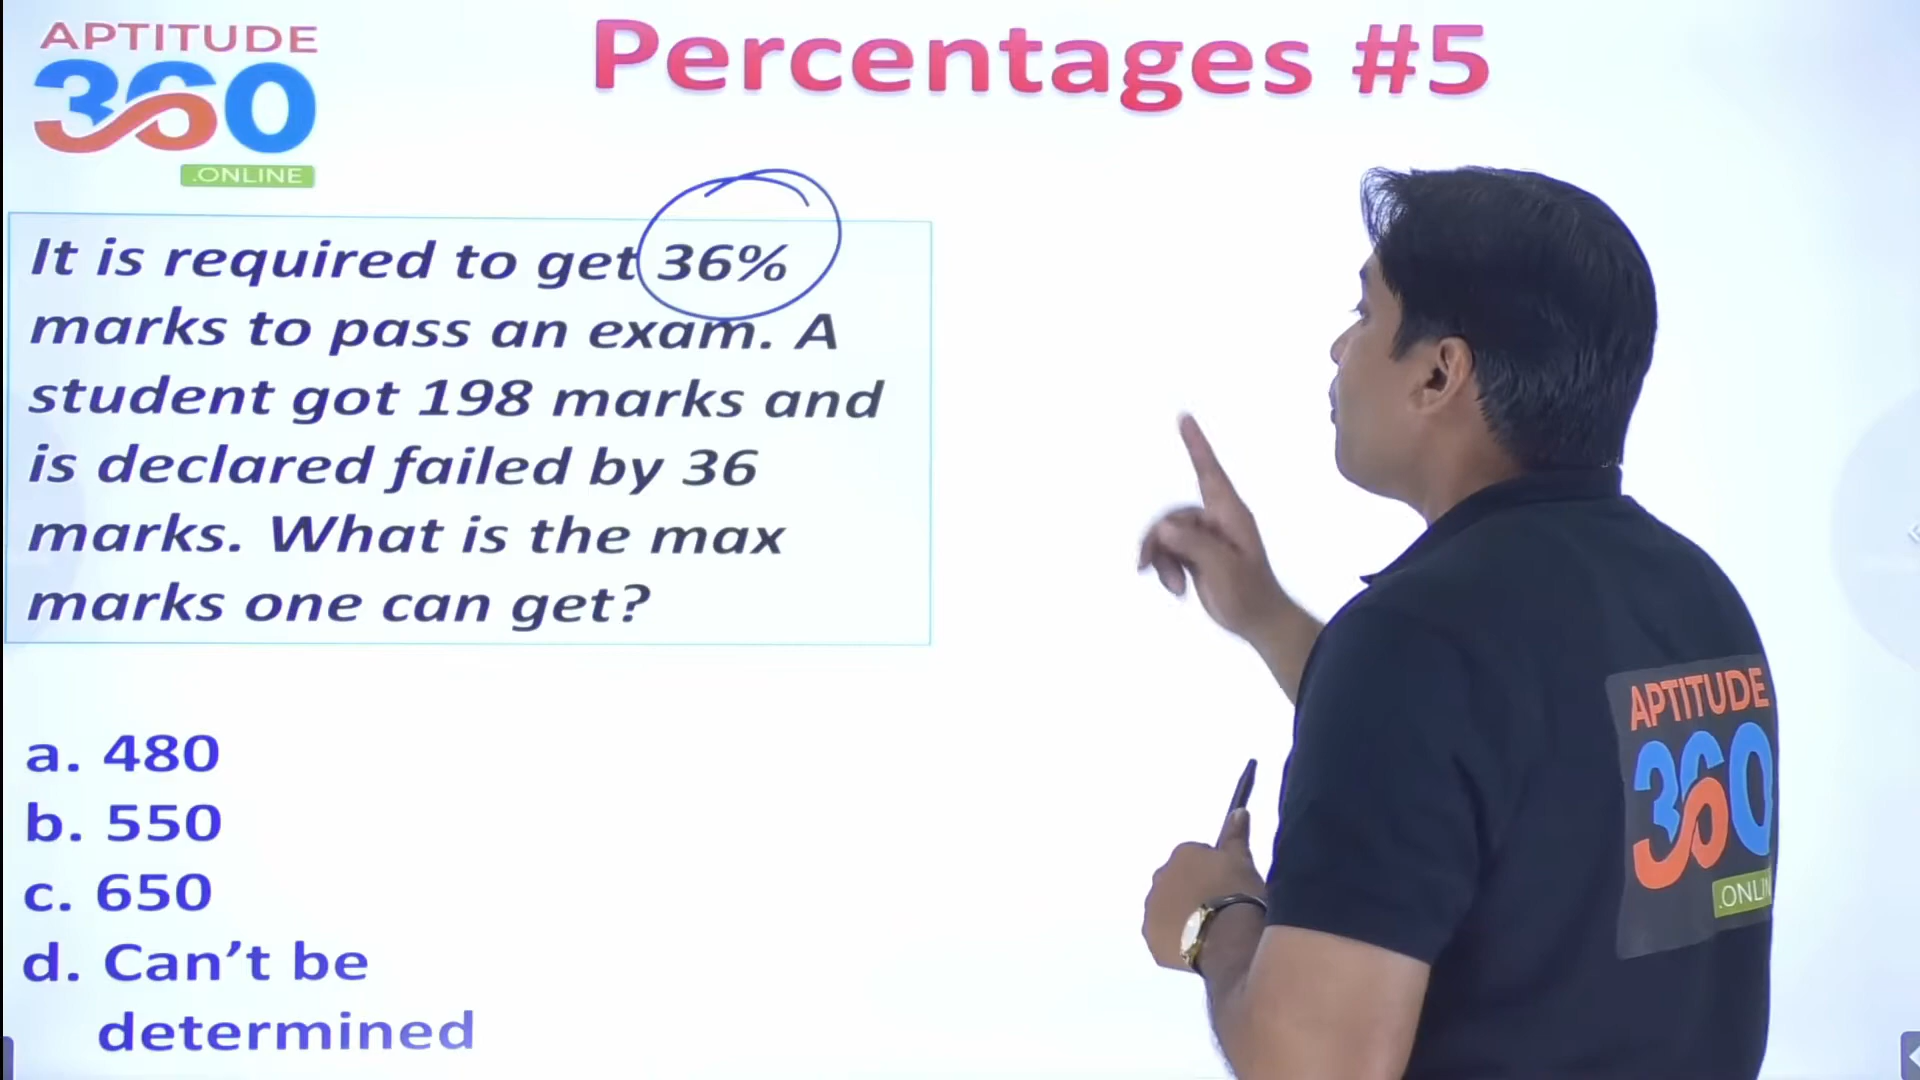 APTITUDE
360
.ONLINE
Percentages #5
It is required to get 36%
marks to pass an exam. A
student got 198 marks and
is declared failed by 36
marks. What is the max
marks one can get?
a. 480
b. 550
c. 650
d. Can't be
determined
APTITUDE
360
.ONLIN